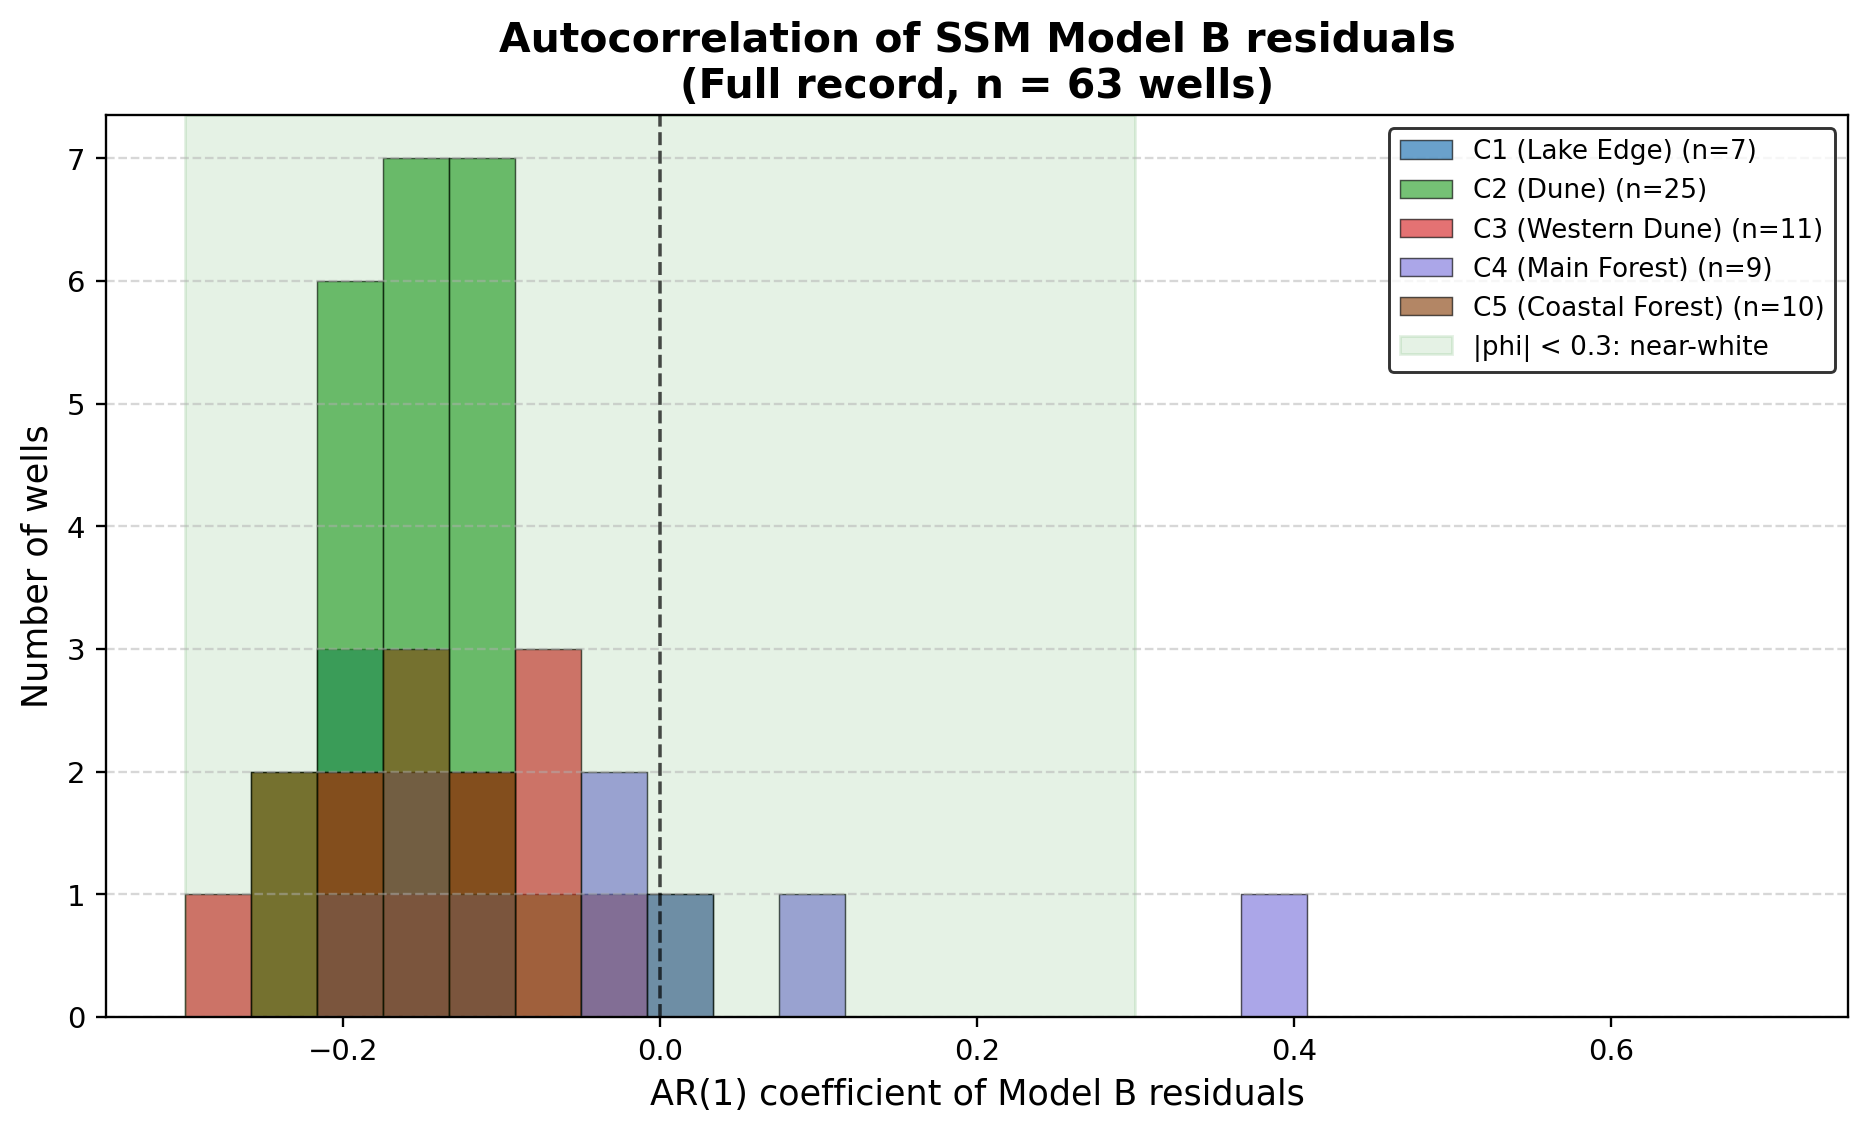 Autocorrelation of SSM Model B residuals
(Full record, n = 63 wells)
C1 (Lake Edge) (n=7)
C2 (Dune) (n=25)
C3 (Western Dune) (n=11)
C4 (Main Forest) (n=9)
C5 (Coastal Forest) (n=10)
|phi| < 0.3: near-white
Number of wells
7
6
5
4
3
2
1
0
−0.2 0.0 0.2 0.4 0.6
AR(1) coefficient of Model B residuals